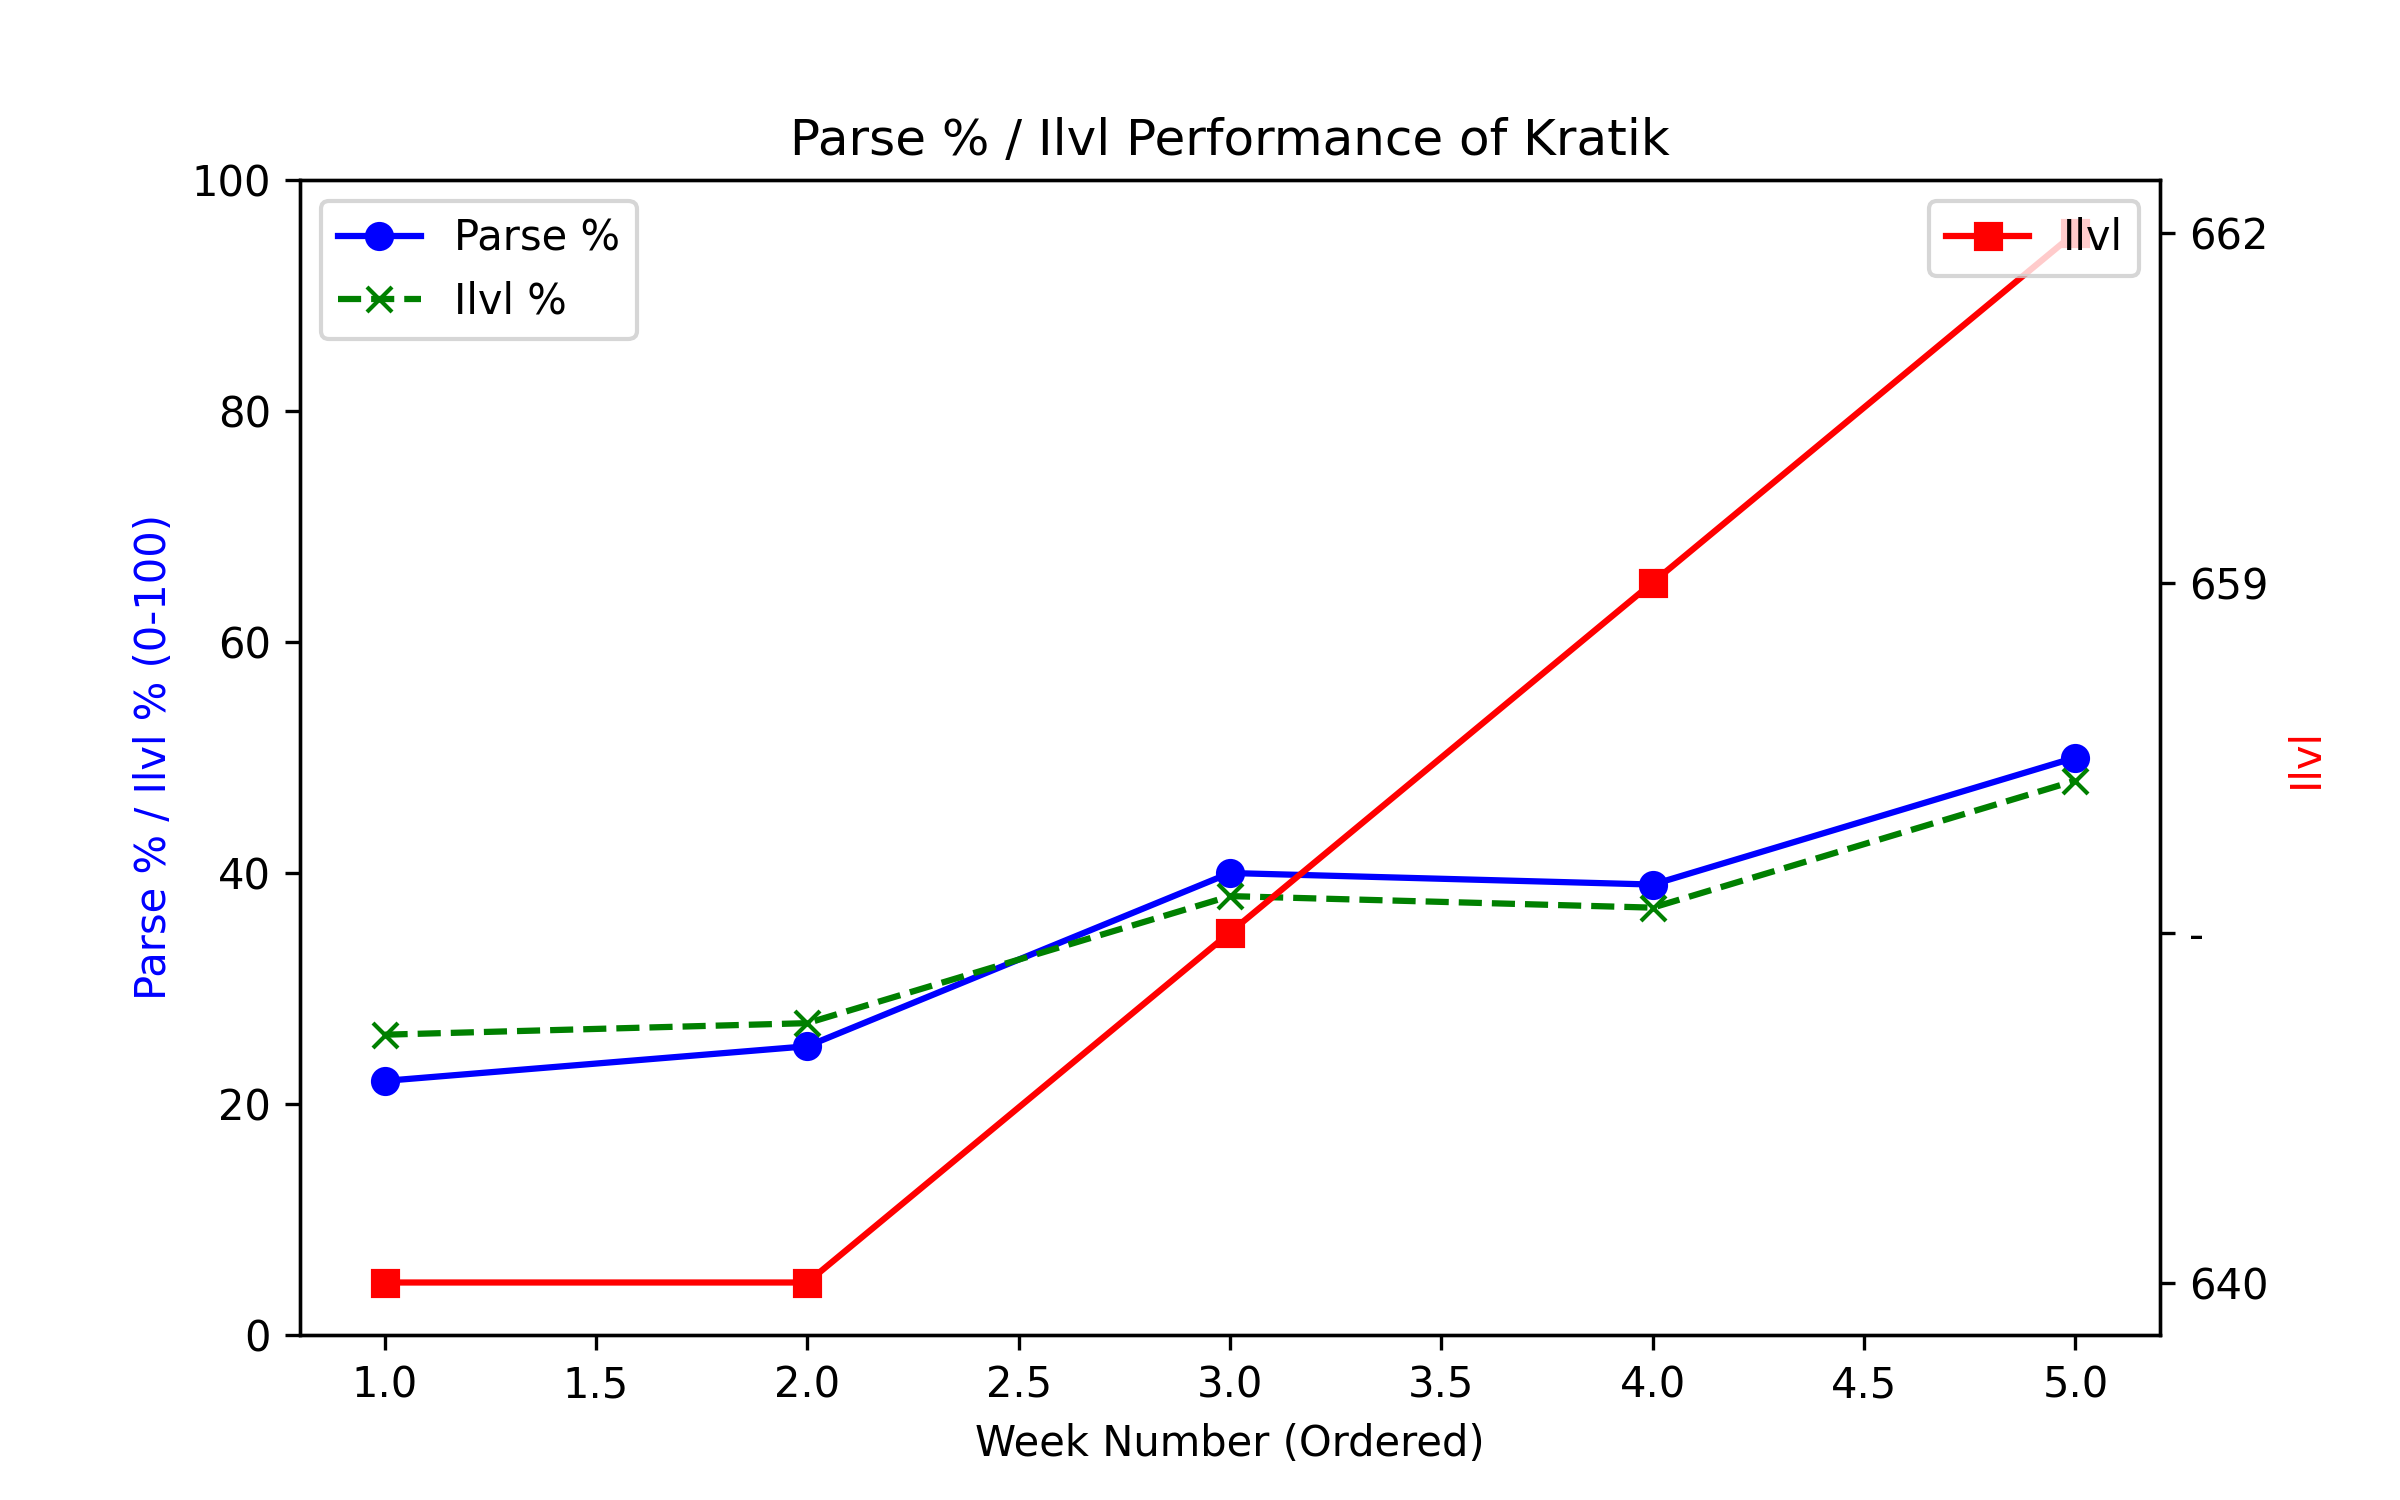 Parse % / Ilvl Performance of Kratik
Parse %
Ilvl %
Ilvl
Parse % / Ilvl % (0-100)
100
80
60
40
20
0
662
659
-
640
Ilvl
1.0 1.5 2.0 2.5 3.0 3.5 4.0 4.5 5.0
Week Number (Ordered)